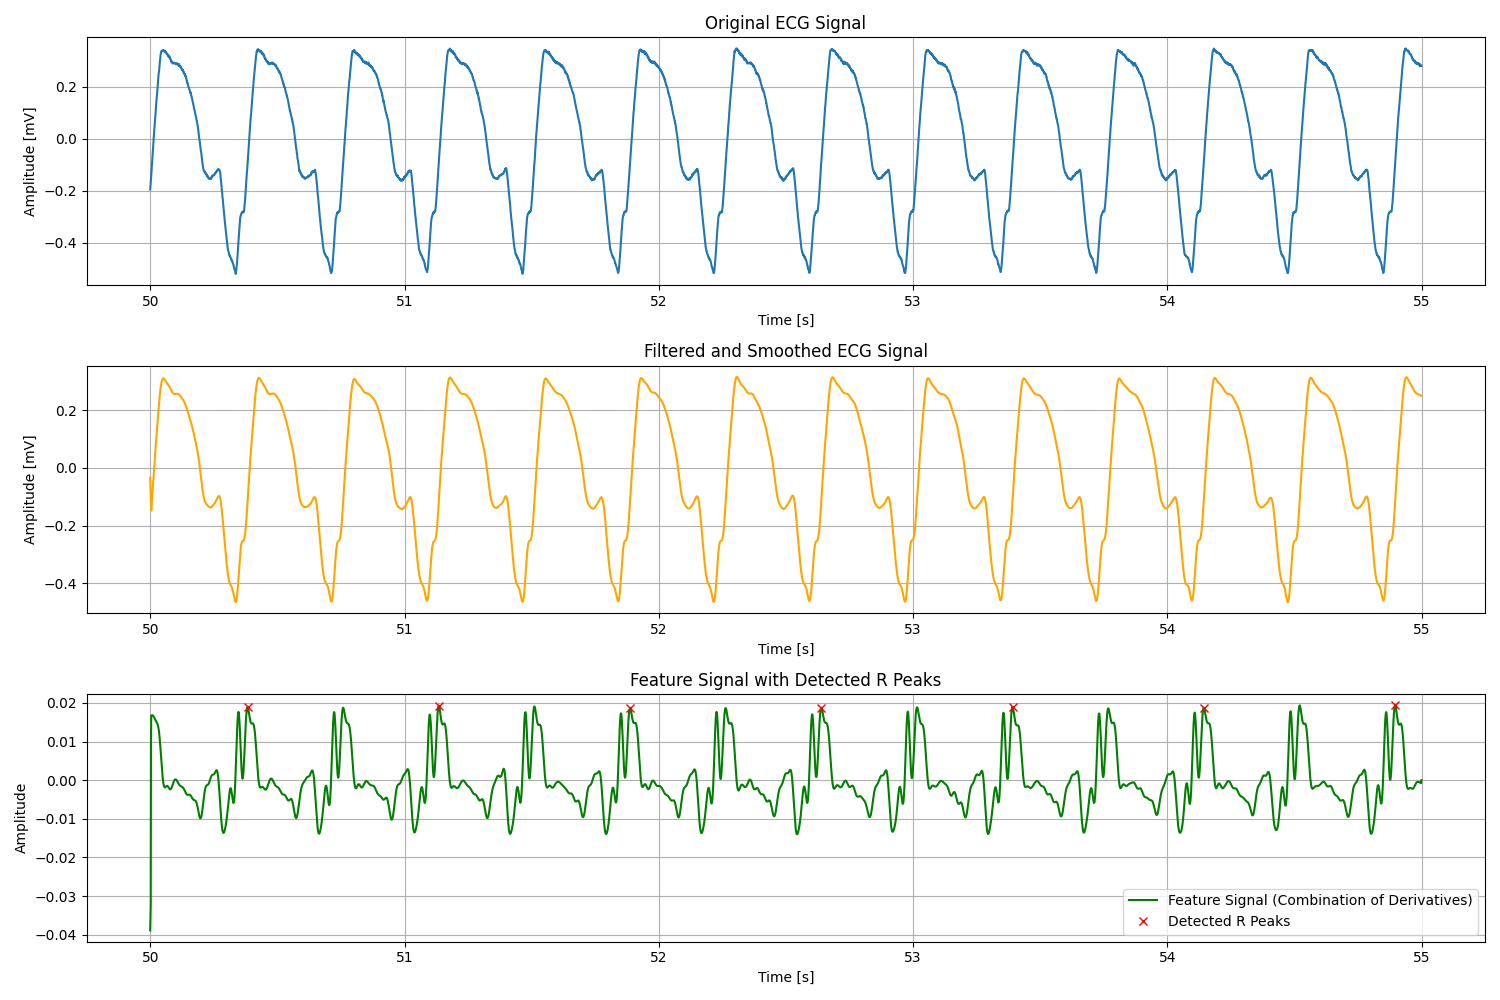 Original ECG Signal
Amplitude [mV]
0.2
0.0
−0.2
−0.4
50 51 52 53 54 55
Time [s]
Filtered and Smoothed ECG Signal
Amplitude [mV]
0.2
0.0
−0.2
−0.4
50 51 52 53 54 55
Time [s]
Feature Signal with Detected R Peaks
Amplitude
0.02
0.01
0.00
−0.01
−0.02
−0.03
−0.04
Feature Signal (Combination of Derivatives)
Detected R Peaks
50 51 52 53 54 55
Time [s]